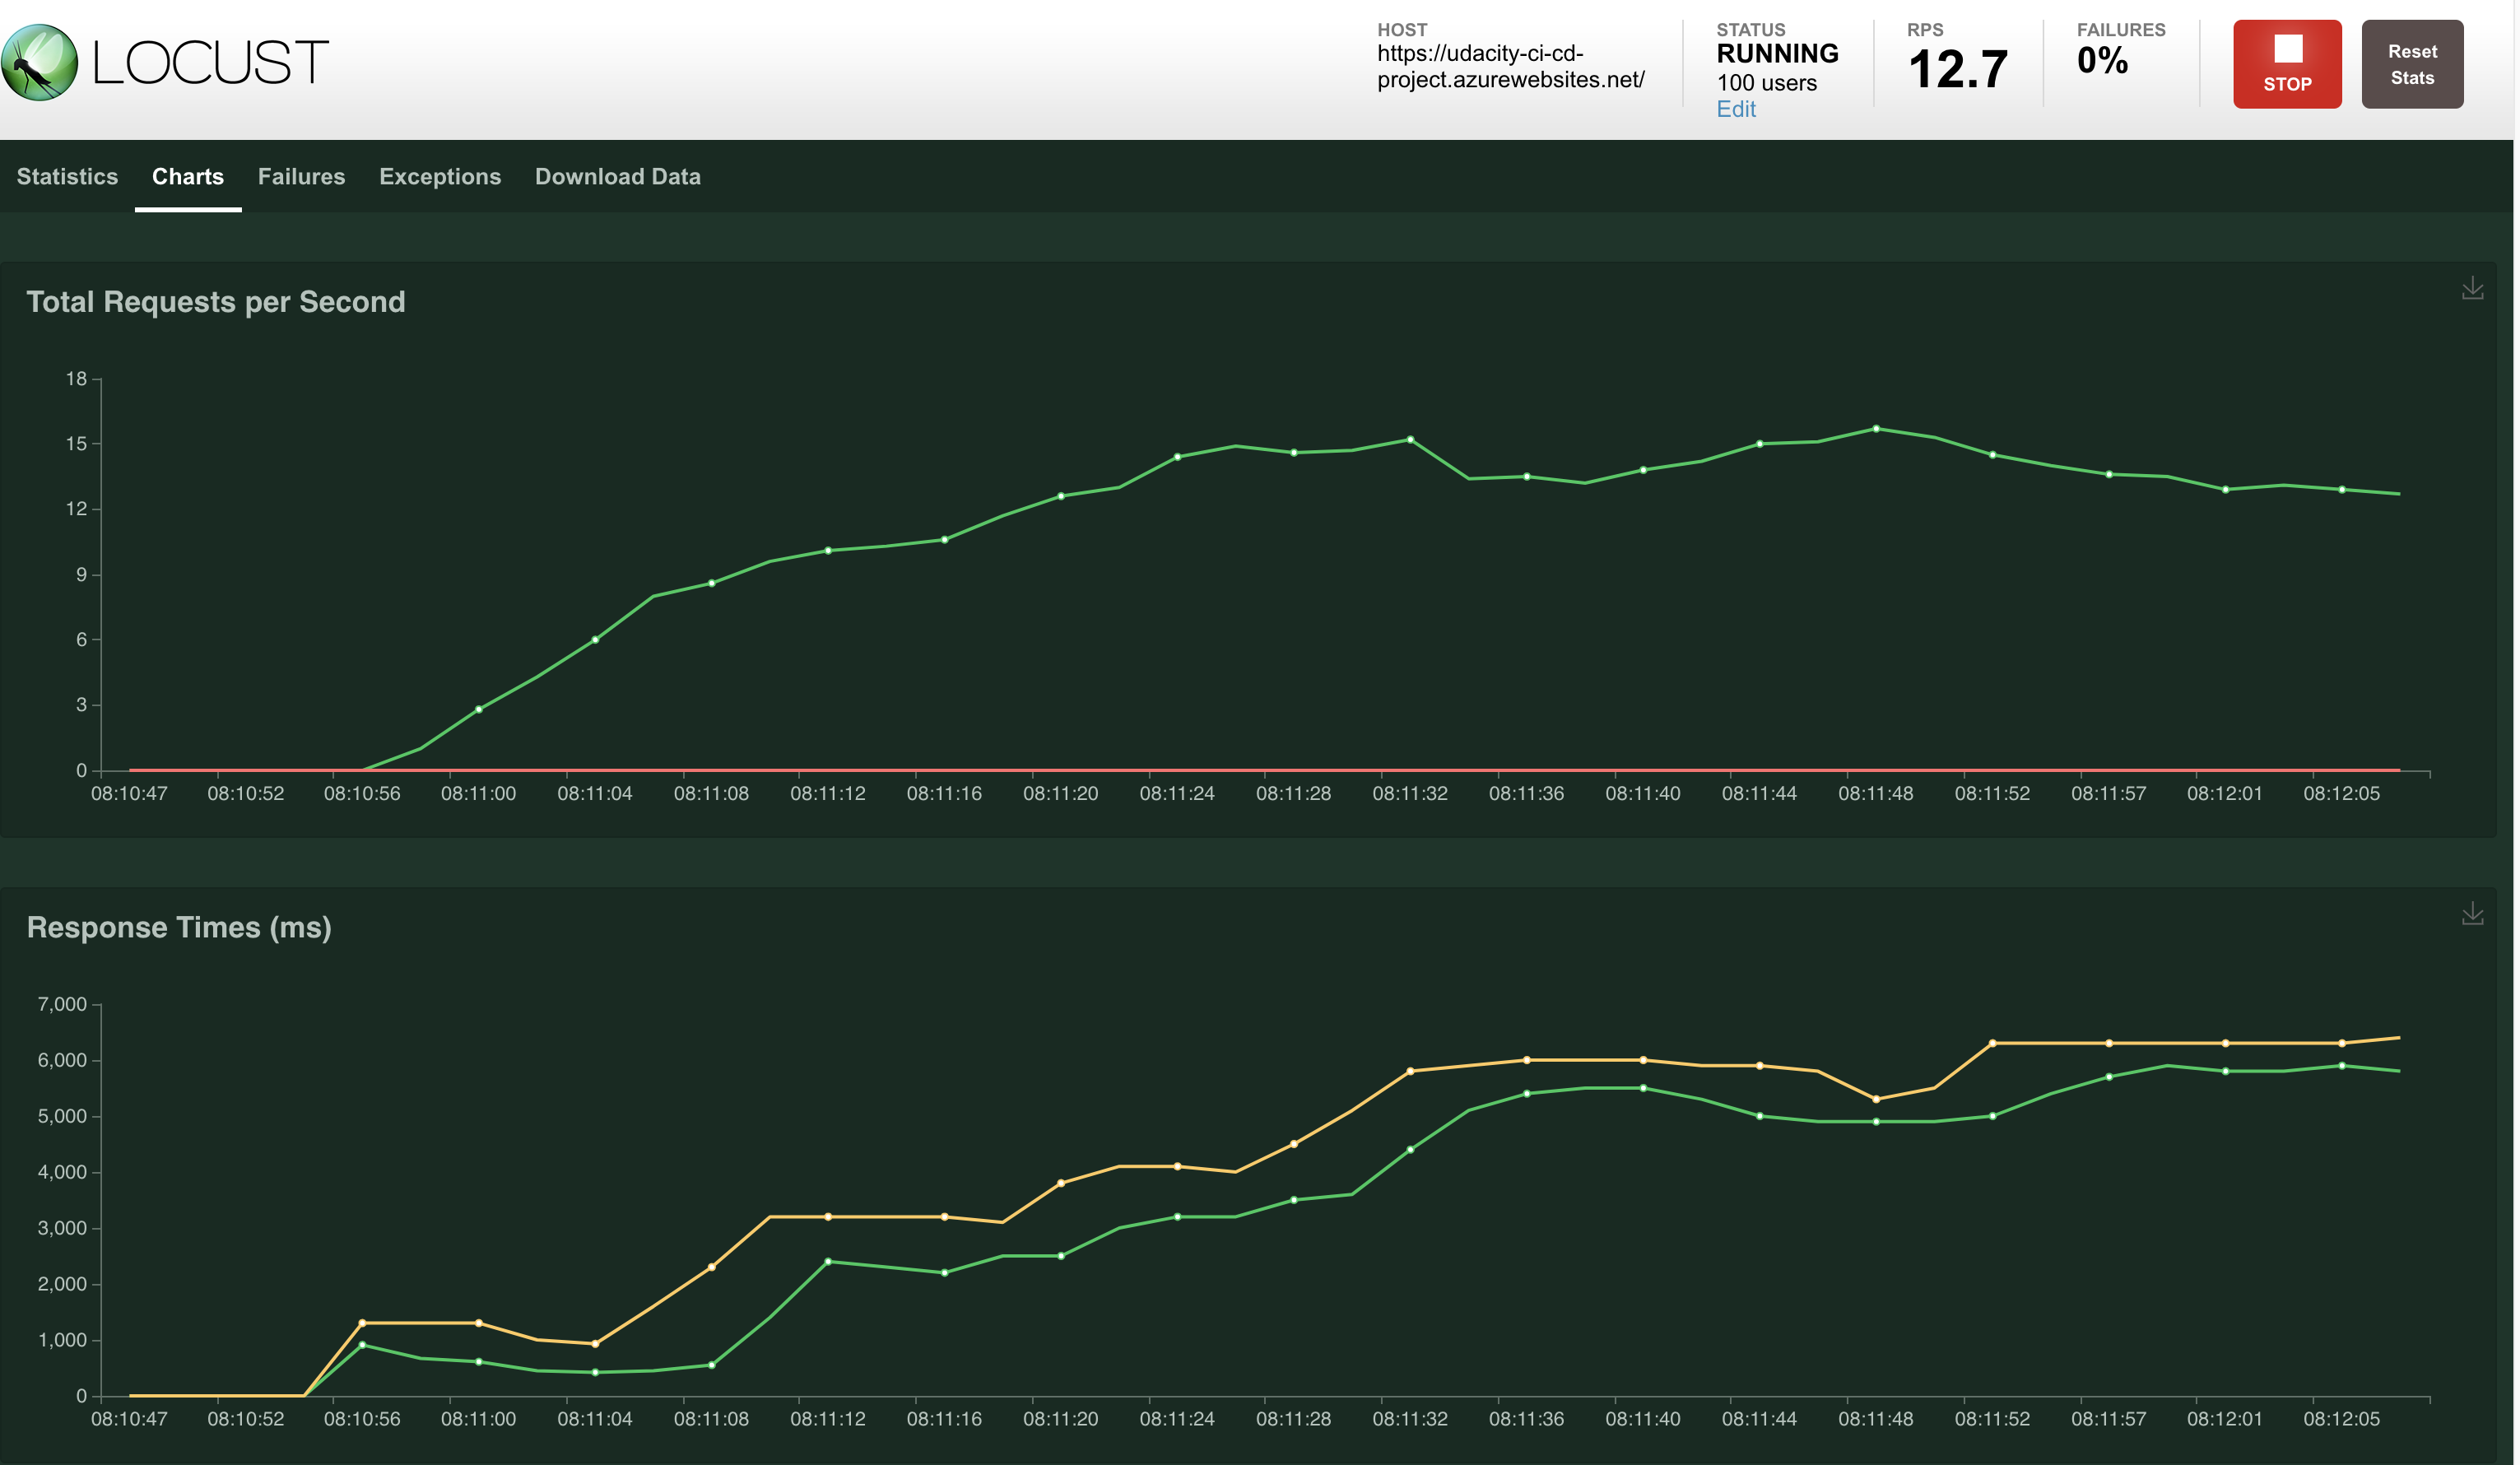 LOCUST
HOST
https://udacity-ci-cd-
project.azurewebsites.net/
STATUS
RUNNING
100 users
Edit
RPS
12.7
FAILURES
0%
STOP
Reset
Stats
Statistics Charts Failures Exceptions Download Data
Total Requests per Second
18
15
12
9
6
3
0
08:10:47 08:10:52 08:10:56 08:11:00 08:11:04 08:11:08 08:11:12 08:11:16 08:11:20 08:11:24 08:11:28 08:11:32 08:11:36 08:11:40 08:11:44 08:11:48 08:11:52 08:11:57 08:12:01 08:12:05
Response Times (ms)
7,000
6,000
5,000
4,000
3,000
2,000
1,000
0
08:10:47 08:10:52 08:10:56 08:11:00 08:11:04 08:11:08 08:11:12 08:11:16 08:11:20 08:11:24 08:11:28 08:11:32 08:11:36 08:11:40 08:11:44 08:11:48 08:11:52 08:11:57 08:12:01 08:12:05